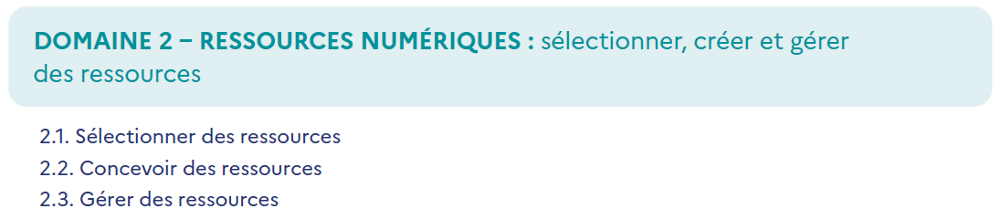 DOMAINE 2 – RESSOURCES NUMÉRIQUES : sélectionner, créer et gérer
des ressources
2.1. Sélectionner des ressources
2.2. Concevoir des ressources
2.3. Gérer des ressources